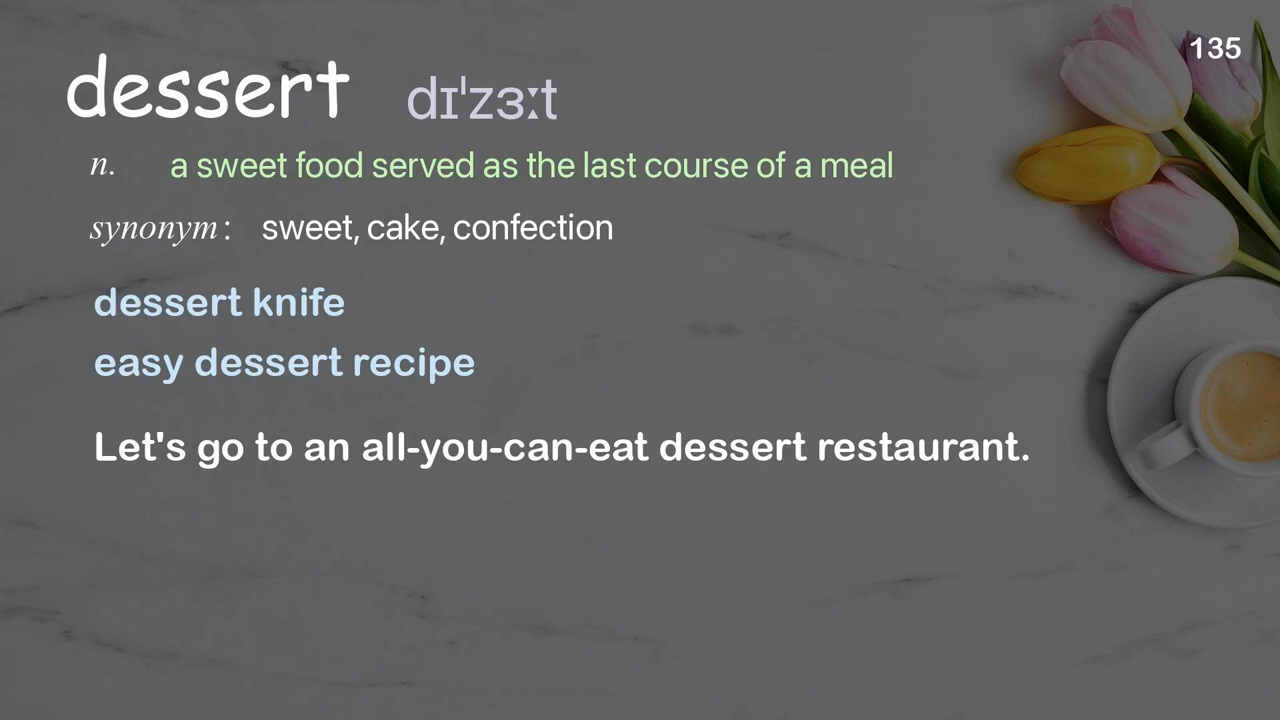 135
dessert dɪˈzɜːt
n. a sweet food served as the last course of a meal
synonym: sweet, cake, confection
dessert knife
easy dessert recipe
Let's go to an all-you-can-eat dessert restaurant.